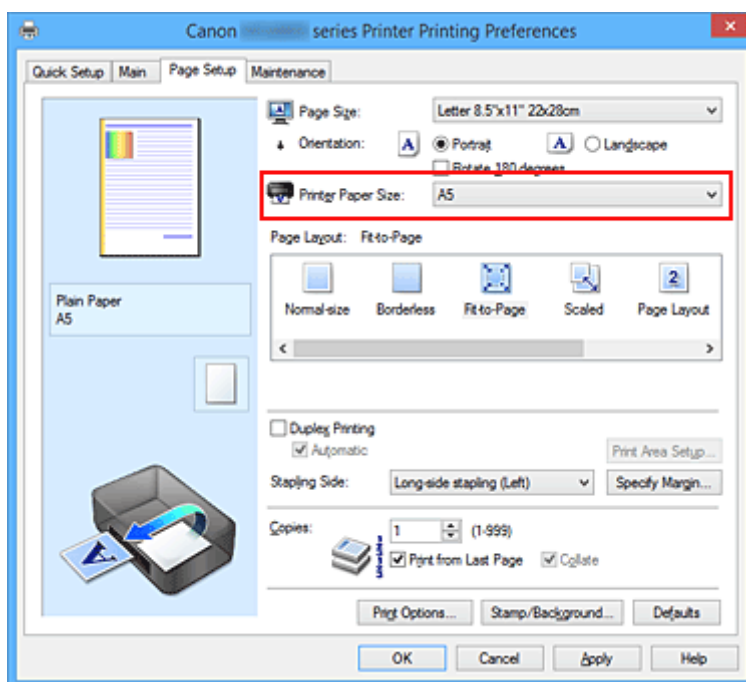 Canon series Printer Printing Preferences
Quick Setup Main Page Setup Maintenance
Page Size: Letter 8.5"x11" 22x28cm
Orientation: A Portrait A Landscape
Rotate 180 degrees
Printer Paper Size: A5
Page Layout: Fit-to-Page
2
Normal-size Borderless Fit-to-Page Scaled Page Layout
Plain Paper
A5
Duplex Printing
Automatic
Print Area Setup...
Stapling Side: Long-side stapling (Left) Specify Margin...
Copies: 1 (1-999)
Print from Last Page Collate
A
Print Options... Stamp/Background... Defaults
OK Cancel Apply Help